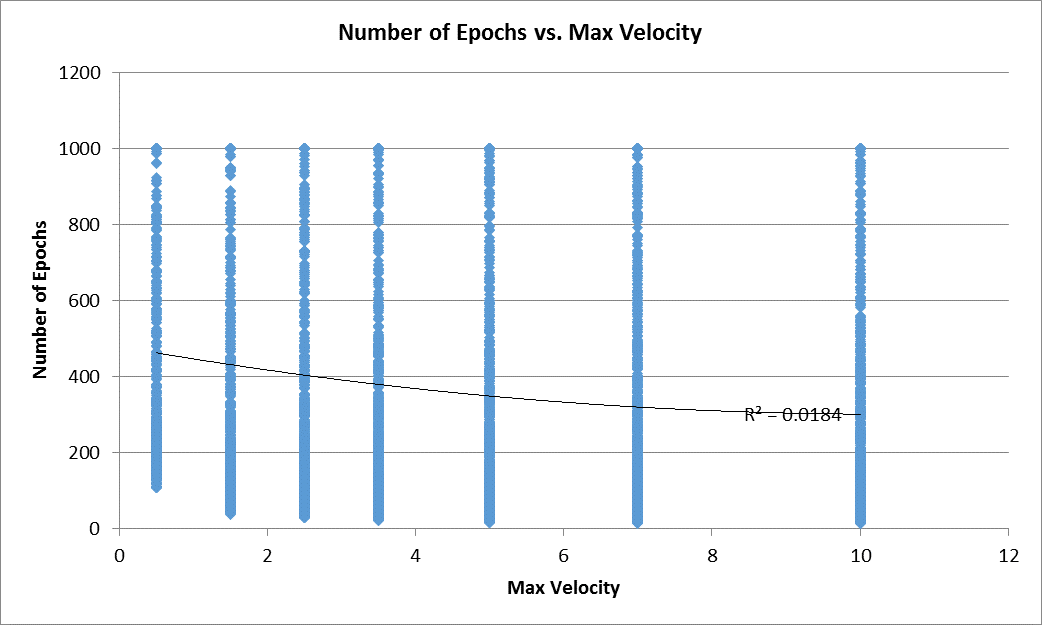 Number of Epochs vs. Max Velocity
Number of Epochs
1200
1000
800
600
400
200
0
R² = 0.0184
0 2 4 6 8 10 12
Max Velocity